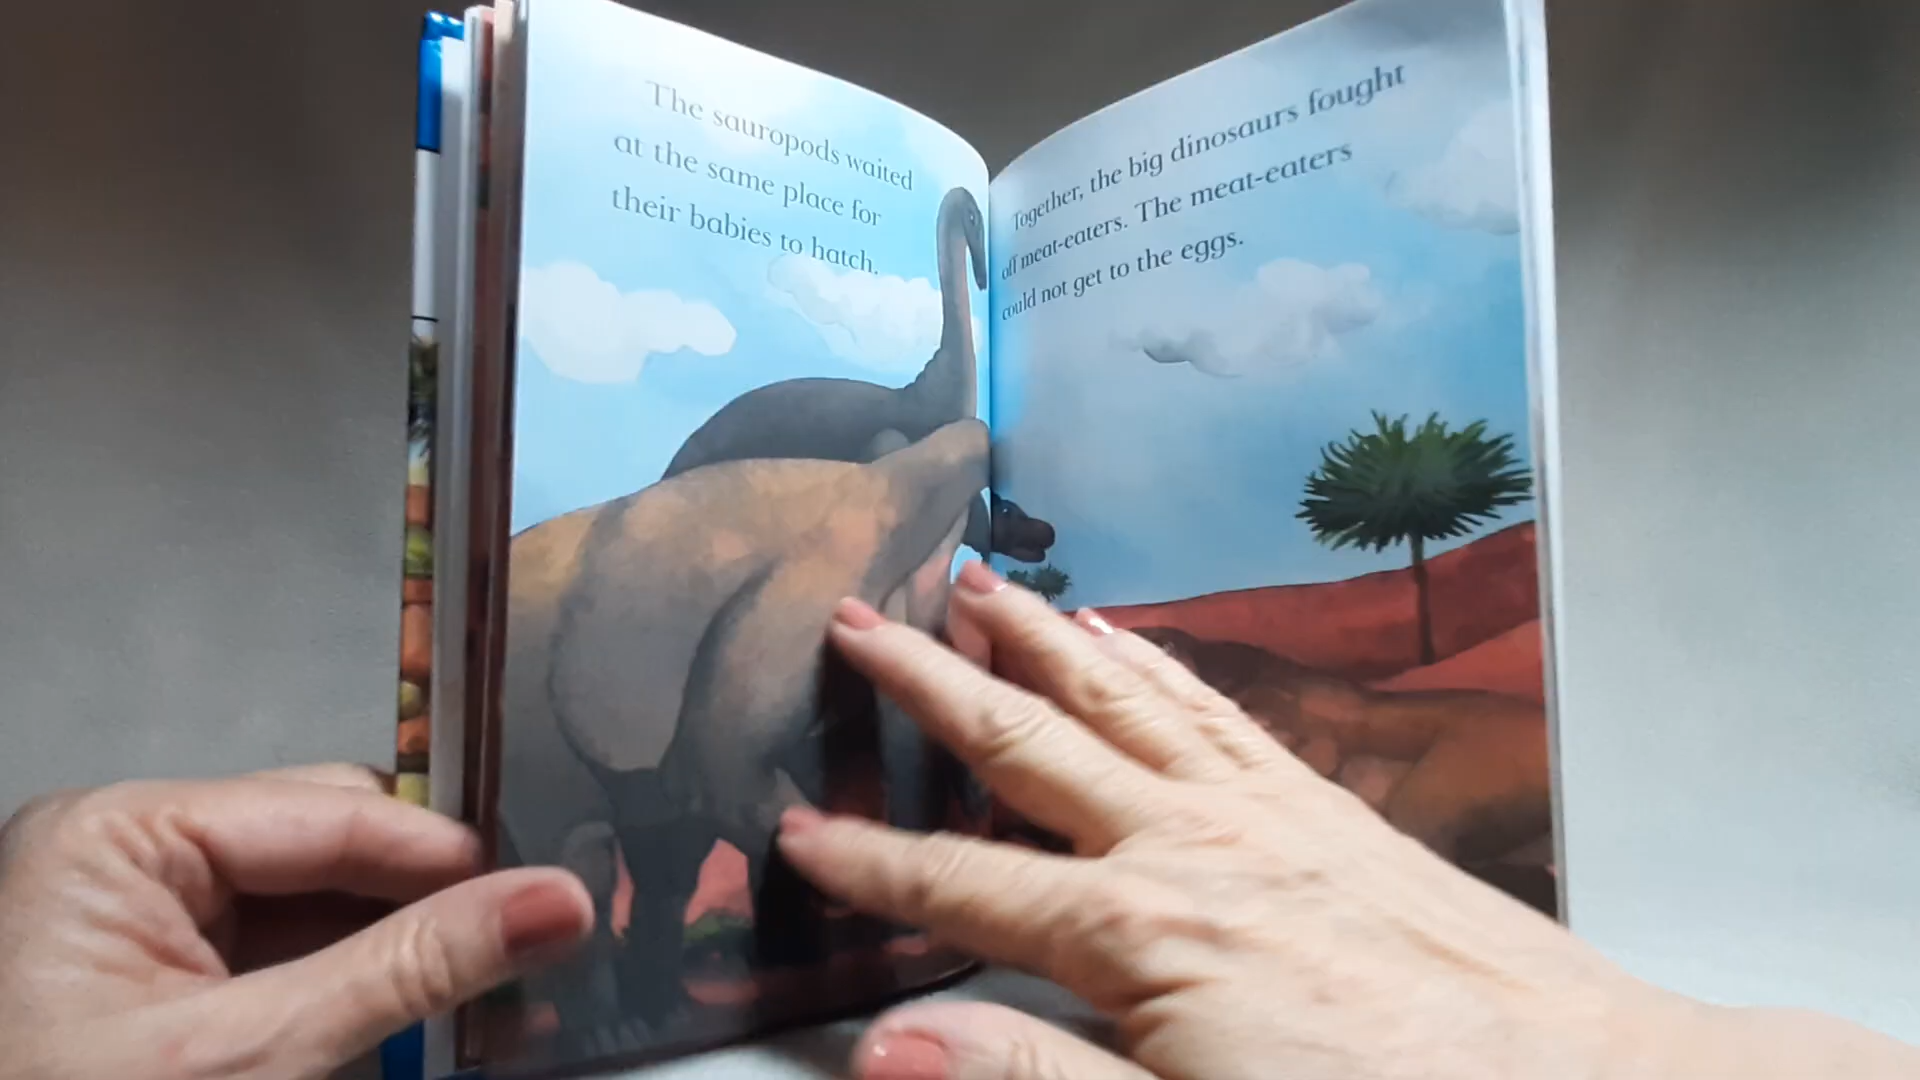 The sauropods waited
at the same place for
their babies to hatch.
Together, the big dinosaurs fought
off meat-eaters. The meat-eaters
could not get to the eggs.